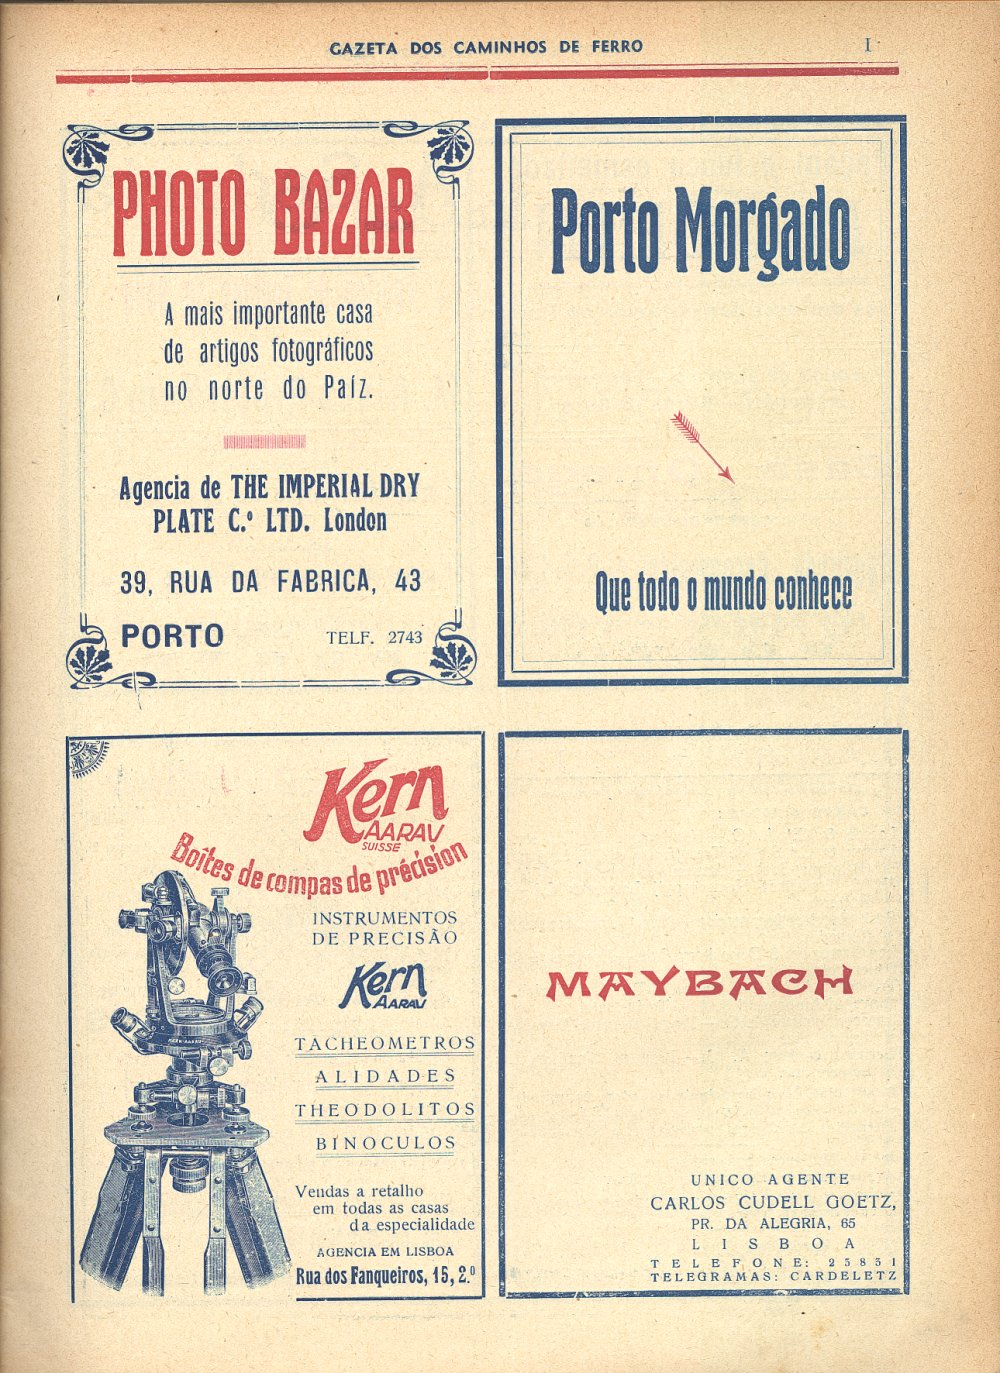 GAZETA DOS CAMINHOS DE FERRO
I
PHOTO BAZAR
A mais importante casa
de artigos fotográficos
no norte do Paíz.
Agencia de THE IMPERIAL DRY
PLATE C.º LTD. London
39, RUA DA FABRICA, 43
PORTO TELF. 2743
Porto Morgado
Que todo o mundo conhece
Kern
AARAU
SUISSE
Boîtes de compas de précision
INSTRUMENTOS
DE PRECISÃO
Kern
AARAU
TACHEOMETROS
ALIDADES
THEODOLITOS
BINOCULOS
Vendas a retalho
em todas as casas
da especialidade
AGENCIA EM LISBOA
Rua dos Fanqueiros, 15, 2.º
KERN AARAU
MAYBACH
UNICO AGENTE
CARLOS CUDELL GOETZ,
PR. DA ALEGRIA, 65
LISBOA
TELEFONE: 25851
TELEGRAMAS: CARDELETZ